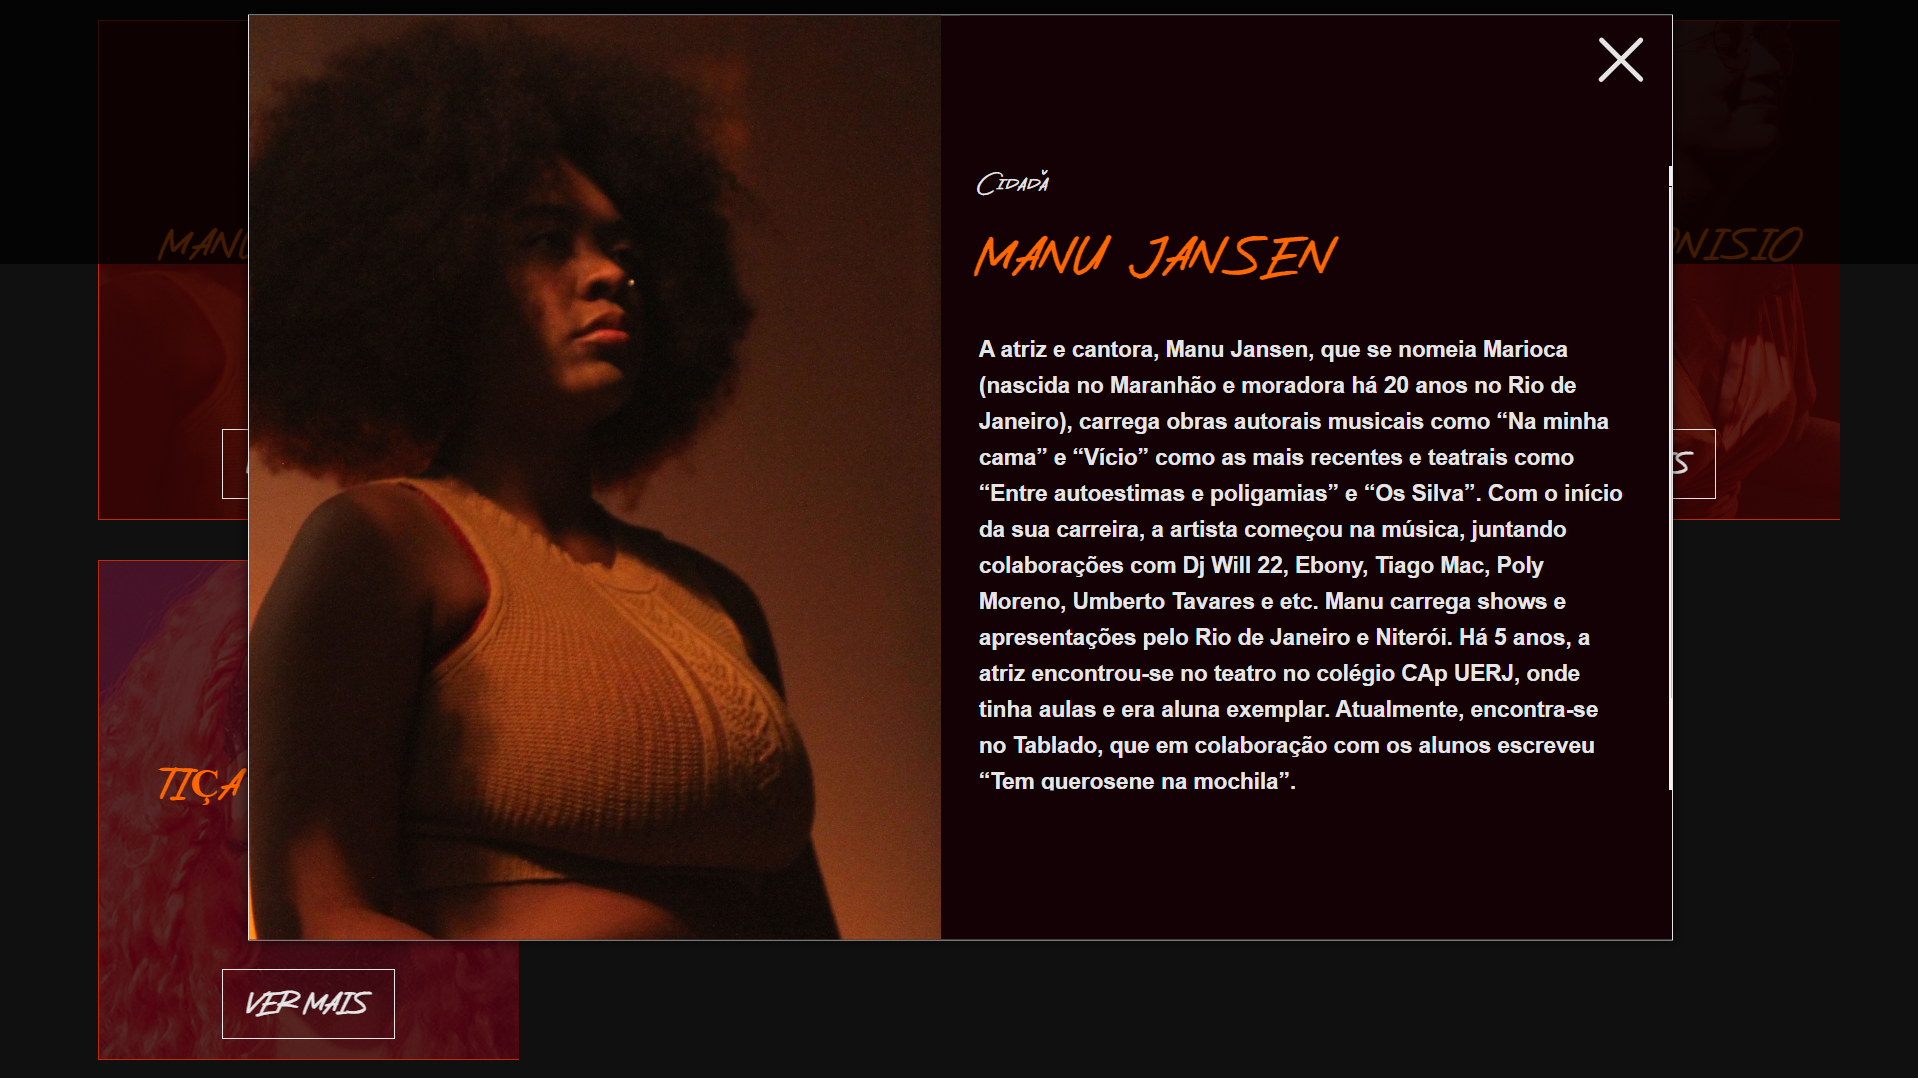 Cidadã
MANU JANSEN
A atriz e cantora, Manu Jansen, que se nomeia Marioca
(nascida no Maranhão e moradora há 20 anos no Rio de
Janeiro), carrega obras autorais musicais como “Na minha
cama” e “Vício” como as mais recentes e teatrais como
“Entre autoestimas e poligamias” e “Os Silva”. Com o início
da sua carreira, a artista começou na música, juntando
colaborações com Dj Will 22, Ebony, Tiago Mac, Poly
Moreno, Umberto Tavares e etc. Manu carrega shows e
apresentações pelo Rio de Janeiro e Niterói. Há 5 anos, a
atriz encontrou-se no teatro no colégio CAp UERJ, onde
tinha aulas e era aluna exemplar. Atualmente, encontra-se
no Tablado, que em colaboração com os alunos escreveu
“Tem querosene na mochila”.
MANU
TIÇA
VER MAIS